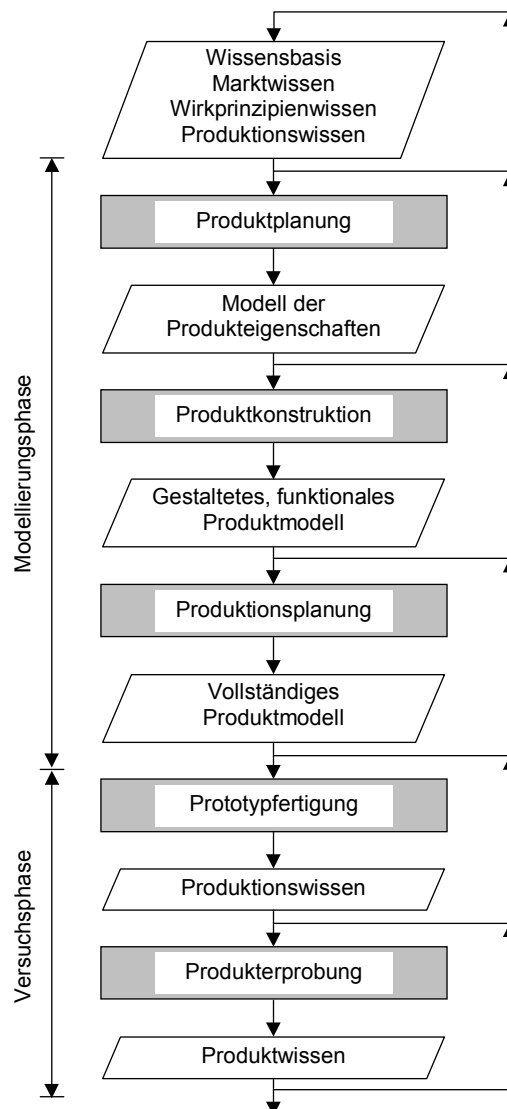 Wissensbasis
Marktwissen
Wirkprinzipienwissen
Produktionswissen
Modellierungsphase
Produktplanung
Modell der
Produkteigenschaften
Produktkonstruktion
Gestaltetes, funktionales
Produktmodell
Produktionsplanung
Vollständiges
Produktmodell
Versuchsphase
Prototypfertigung
Produktionswissen
Produkterprobung
Produktwissen